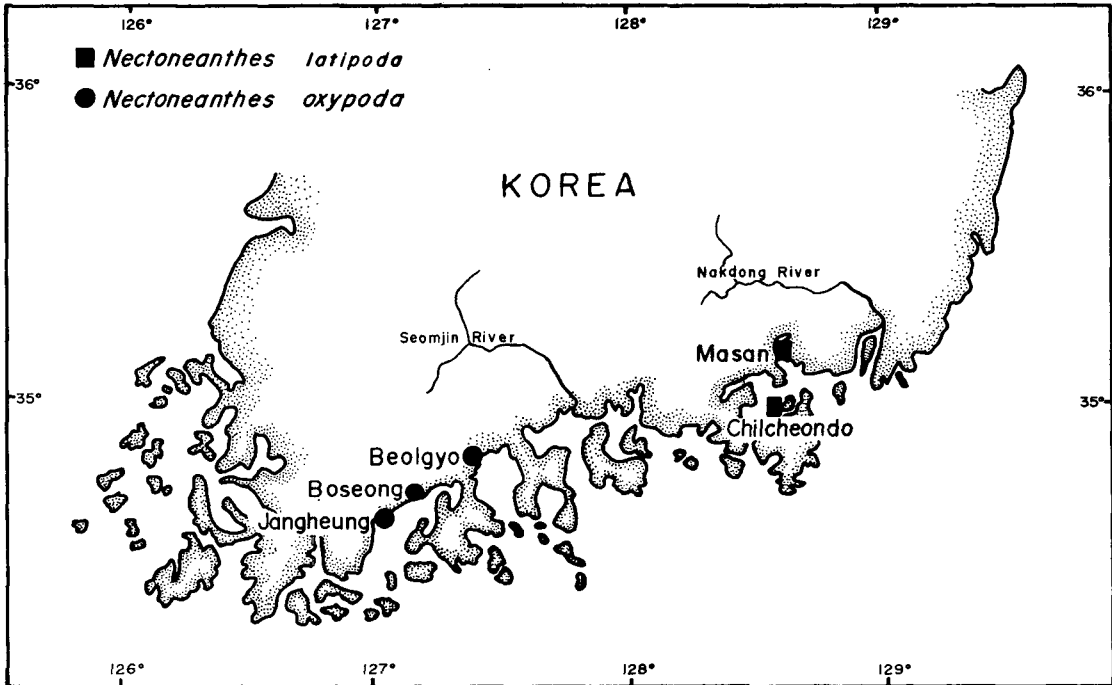 126° 127° 128° 129°
Nectoneanthes latipoda
Nectoneanthes oxypoda
36° 36°
KOREA
Nakdong River
Seomjin River
Masan
35° 35°
Chilcheondo
Beolgyo
Boseong
Jangheung
126° 127° 128° 129°